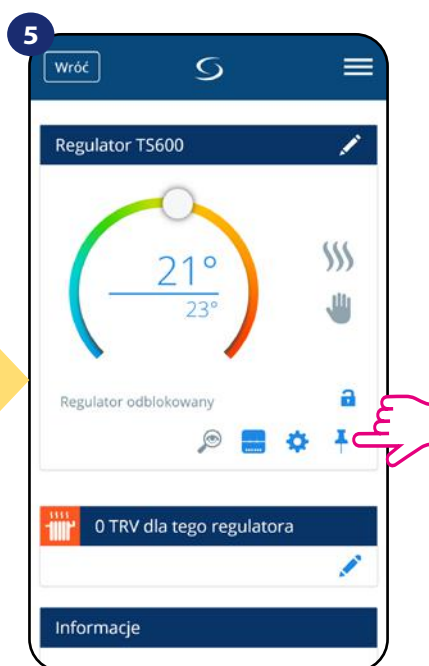 5
Wróć
Regulator TS600
21°
23°
Regulator odblokowany
0 TRV dla tego regulatora
Informacje